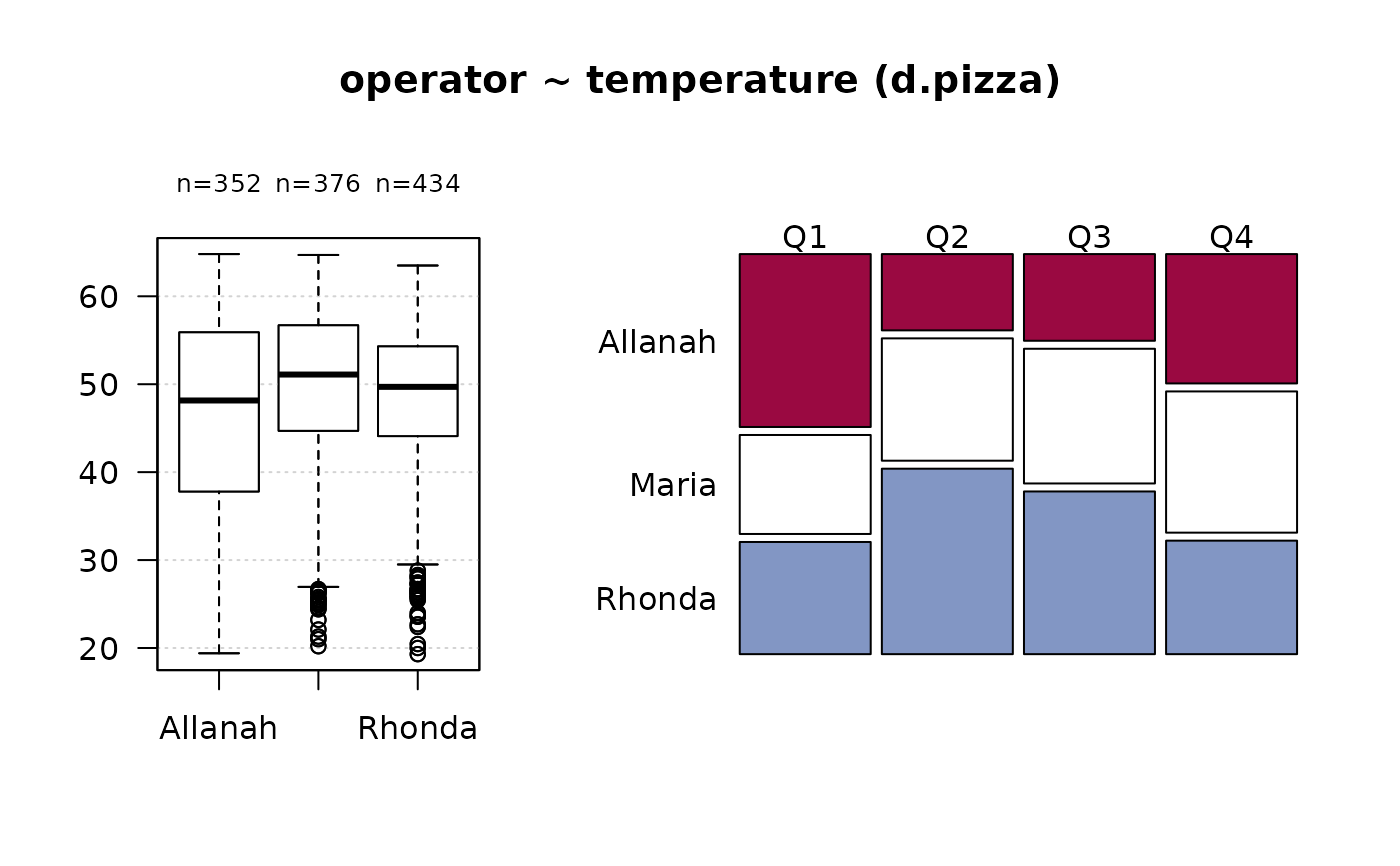 operator ~ temperature (d.pizza)
n=352 n=376 n=434
60
50
40
30
20
Allanah Rhonda
Q1 Q2 Q3 Q4
Allanah
Maria
Rhonda